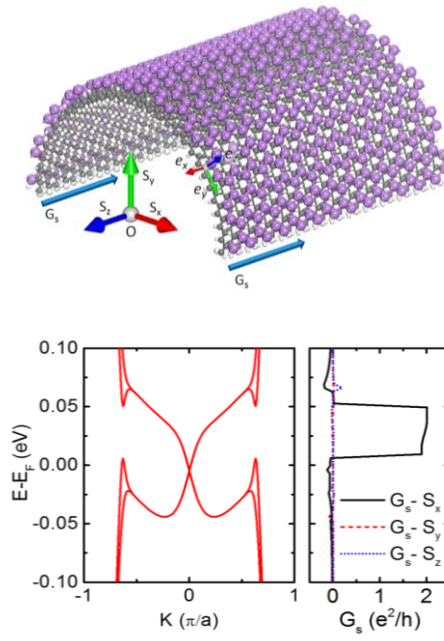 e_x
e_y
e_
S_y
S_z
S_x
O
G_s
G_s
E-E_F (eV)
0.10
0.05
0.00
-0.05
-0.10
-1
0
1
K (π/a)
G_s - S_x
G_s - S_y
G_s - S_z
0
1
2
G_s (e²/h)